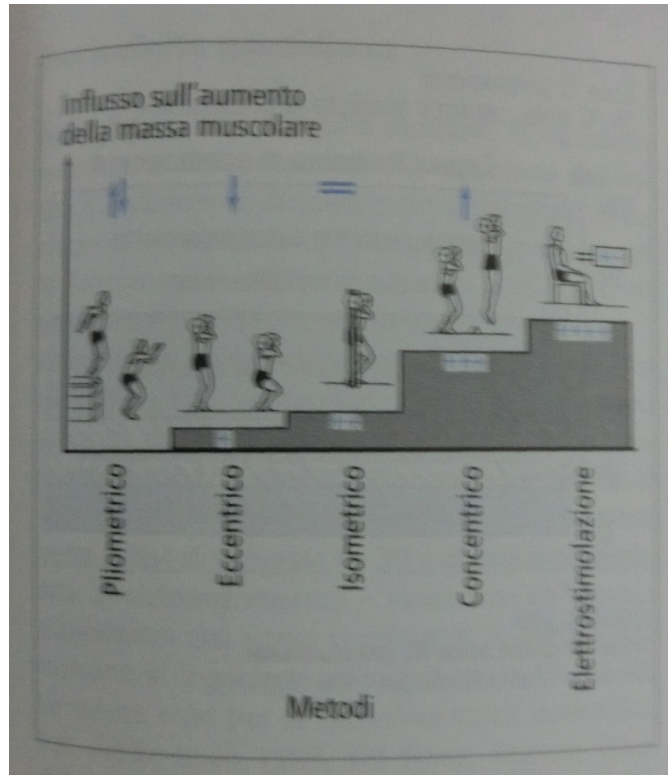 Influsso sull'aumento
della massa muscolare
+
++
+++
++++
Pliometrico
Eccentrico
Isometrico
Concentrico
Elettrostimolazione
Metodi